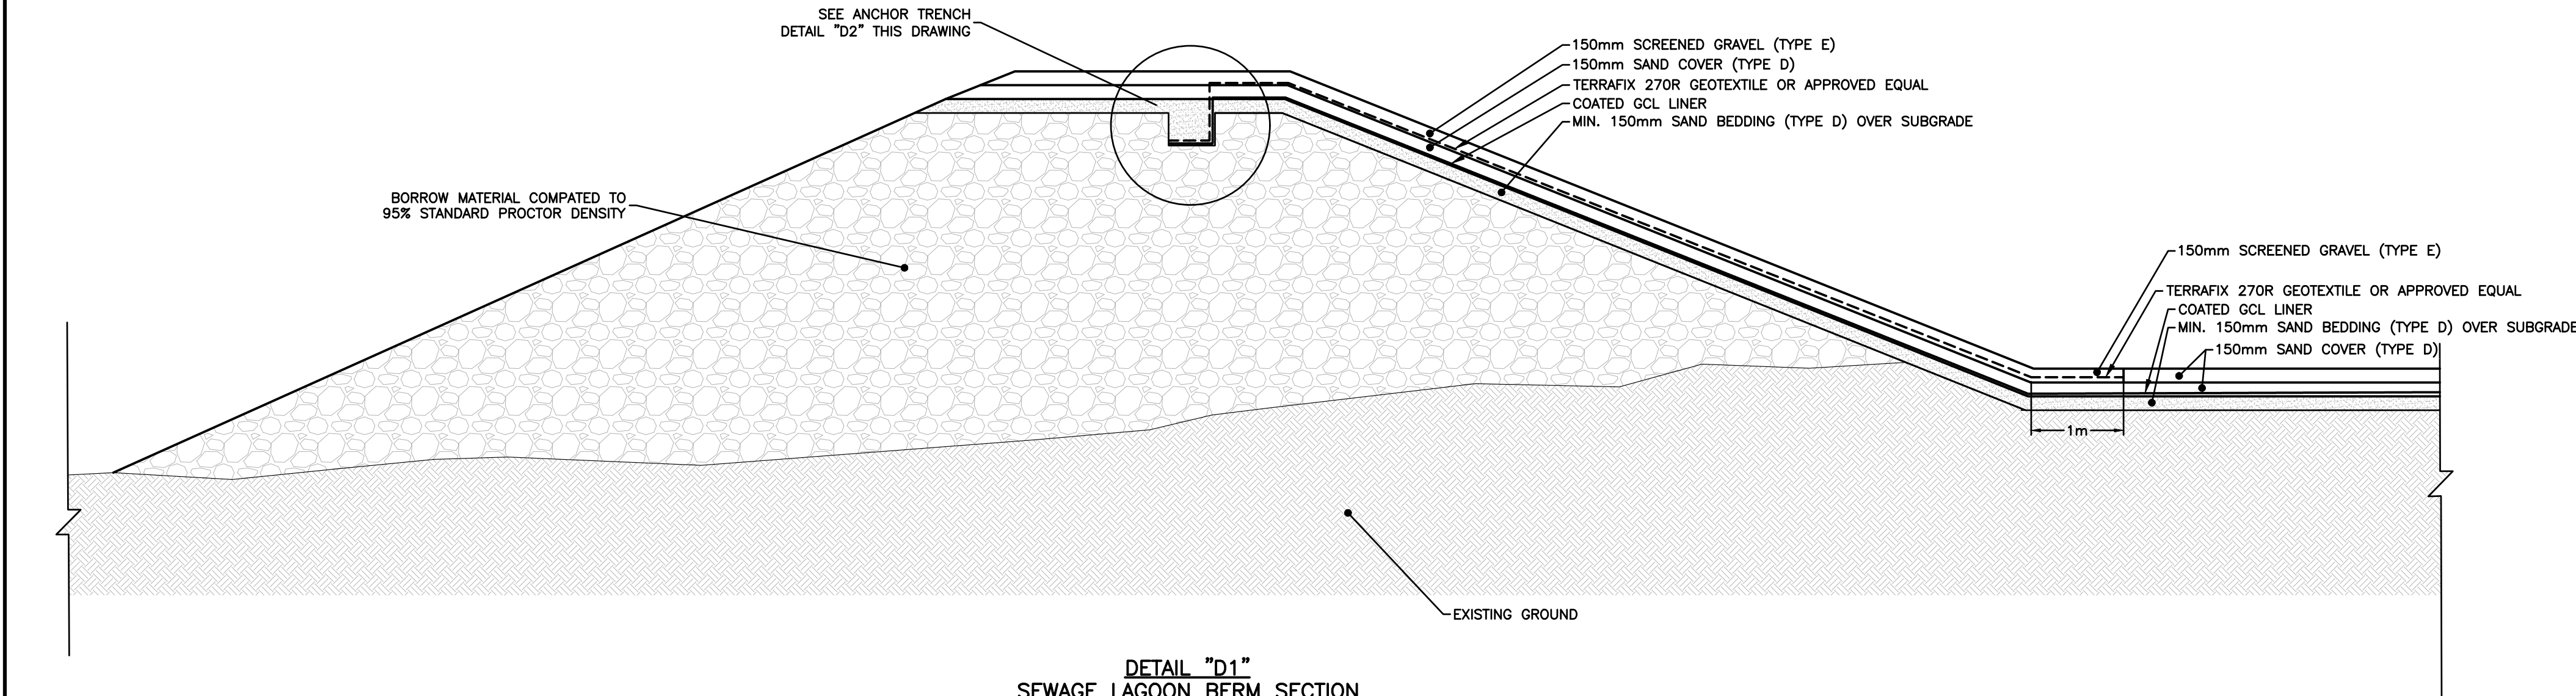 SEE ANCHOR TRENCH
DETAIL "D2" THIS DRAWING
150mm SCREENED GRAVEL (TYPE E)
150mm SAND COVER (TYPE D)
TERRAFIX 270R GEOTEXTILE OR APPROVED EQUAL
COATED GCL LINER
MIN. 150mm SAND BEDDING (TYPE D) OVER SUBGRADE
BORROW MATERIAL COMPATED TO
95% STANDARD PROCTOR DENSITY
150mm SCREENED GRAVEL (TYPE E)
TERRAFIX 270R GEOTEXTILE OR APPROVED EQUAL
COATED GCL LINER
MIN. 150mm SAND BEDDING (TYPE D) OVER SUBGRADE
150mm SAND COVER (TYPE D)
1m
EXISTING GROUND
DETAIL "D1"
SEWAGE LAGOON BERM SECTION